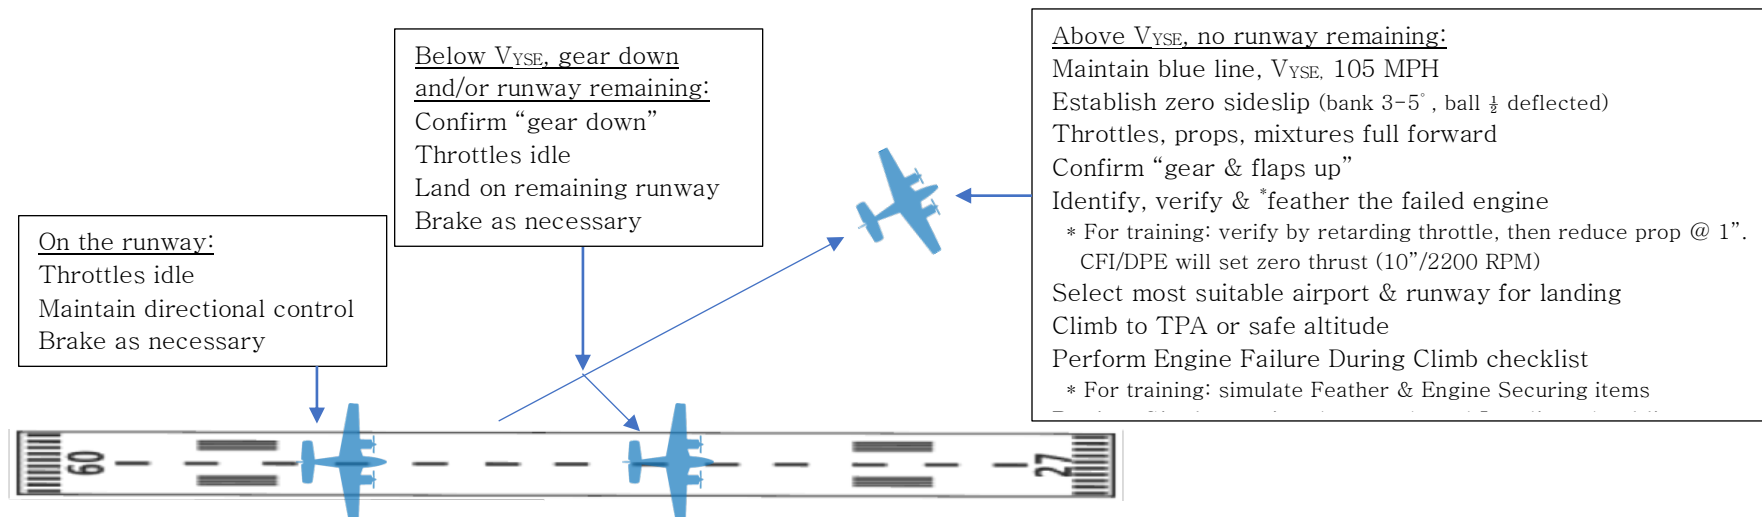 On the runway:
Throttles idle
Maintain directional control
Brake as necessary
Below VYSE, gear down
and/or runway remaining:
Confirm “gear down”
Throttles idle
Land on remaining runway
Brake as necessary
Above VYSE, no runway remaining:
Maintain blue line, VYSE, 105 MPH
Establish zero sideslip (bank 3-5°, ball ½ deflected)
Throttles, props, mixtures full forward
Confirm “gear & flaps up”
Identify, verify & *feather the failed engine
* For training: verify by retarding throttle, then reduce prop @ 1”.
CFI/DPE will set zero thrust (10”/2200 RPM)
Select most suitable airport & runway for landing
Climb to TPA or safe altitude
Perform Engine Failure During Climb checklist
* For training: simulate Feather & Engine Securing items
09
27